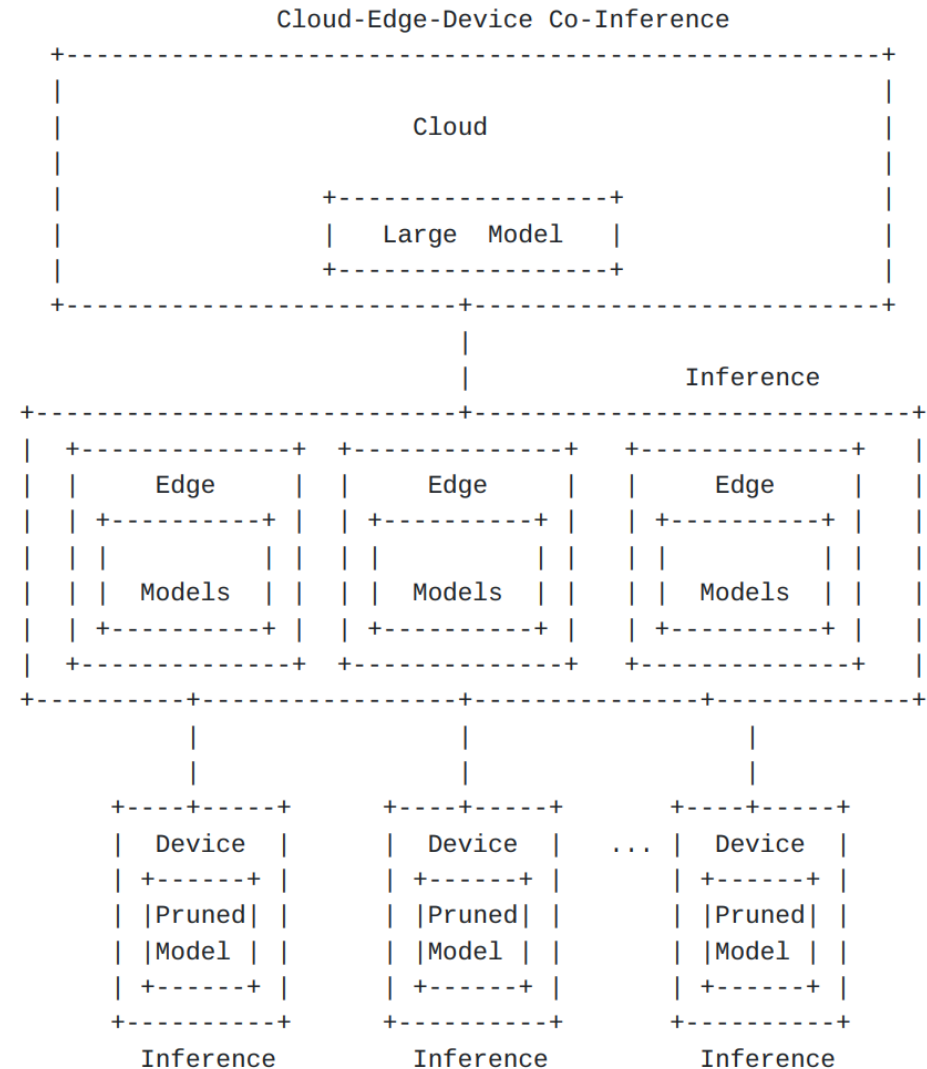 Cloud-Edge-Device Co-Inference
  +------------------------------------------------------+
  |                                                      |
  |                       Cloud                          |
  |                                                      |
  |                 +------------------+                 |
  |                 |   Large  Model   |                 |
  |                 +------------------+                 |
  +--------------------------+---------------------------+
                             |
                             |              Inference
+----------------------------+-----------------------------+
|  +--------------+  +--------------+   +--------------+   |
|  |     Edge     |  |     Edge     |   |     Edge     |   |
|  | +----------+ |  | +----------+ |   | +----------+ |   |
|  | |          | |  | |          | |   | |          | |   |
|  | |  Models  | |  | |  Models  | |   | |  Models  | |   |
|  | +----------+ |  | +----------+ |   | +----------+ |   |
|  +--------------+  +--------------+   +--------------+   |
+----------+-----------------+---------------+-------------+
           |                 |                  |
           |                 |                  |
      +----+-----+      +----+-----+       +----+-----+
      |  Device  |      |  Device  |   ... |  Device  |
      | +------+ |      | +------+ |       | +------+ |
      | |Pruned| |      | |Pruned| |       | |Pruned| |
      | |Model | |      | |Model | |       | |Model | |
      | +------+ |      | +------+ |       | +------+ |
      +----------+      +----------+       +----------+
        Inference         Inference          Inference